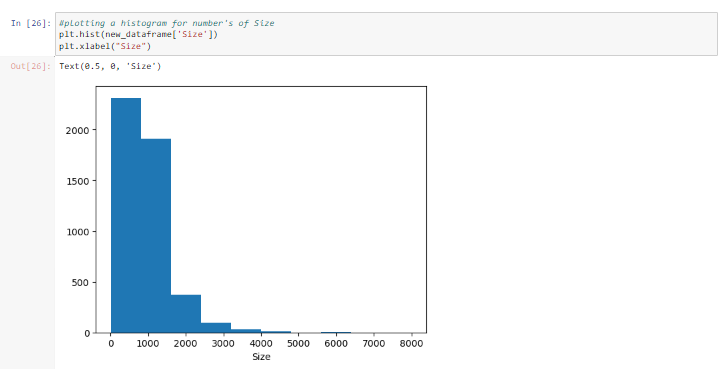 In [26]: #plotting a histogram for number's of Size
plt.hist(new_dataframe['Size'])
plt.xlabel("Size")
Out[26]: Text(0.5, 0, 'Size')
2000
1500
1000
500
0
0 1000 2000 3000 4000 5000 6000 7000 8000
Size